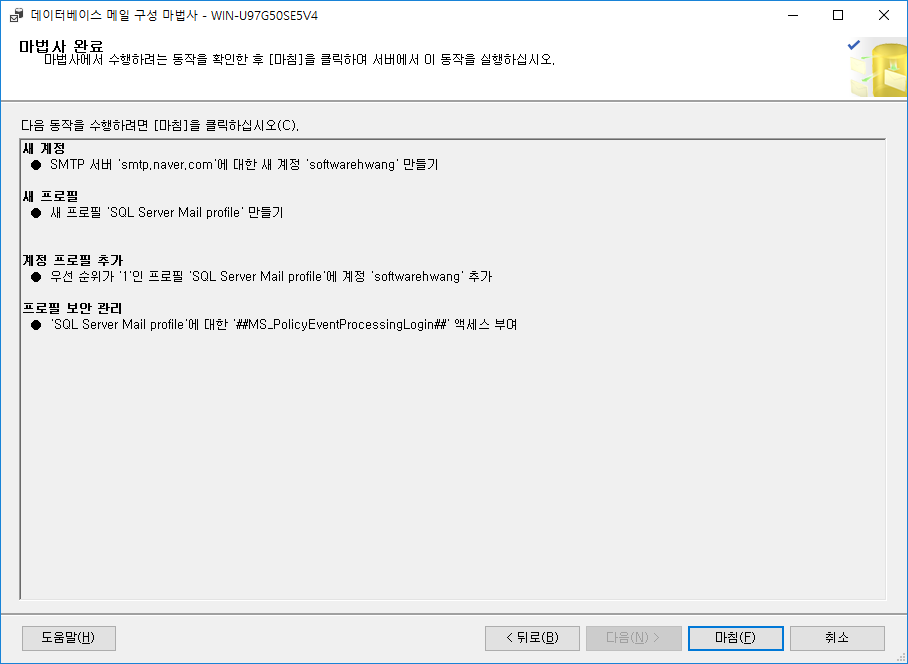 데이터베이스 메일 구성 마법사 - WIN-U97G50SE5V4
마법사 완료
마법사에서 수행하려는 동작을 확인한 후 [마침]을 클릭하여 서버에서 이 동작을 실행하십시오.
다음 동작을 수행하려면 [마침]을 클릭하십시오(C).
새 계정
● SMTP 서버 'smtp.naver.com'에 대한 새 계정 'softwarehwang' 만들기
새 프로필
● 새 프로필 'SQL Server Mail profile' 만들기
계정 프로필 추가
● 우선 순위가 '1'인 프로필 'SQL Server Mail profile'에 계정 'softwarehwang' 추가
프로필 보안 관리
● 'SQL Server Mail profile'에 대한 '##MS_PolicyEventProcessingLogin##' 액세스 부여
도움말(H)
< 뒤로(B)
다음(N) >
마침(F)
취소